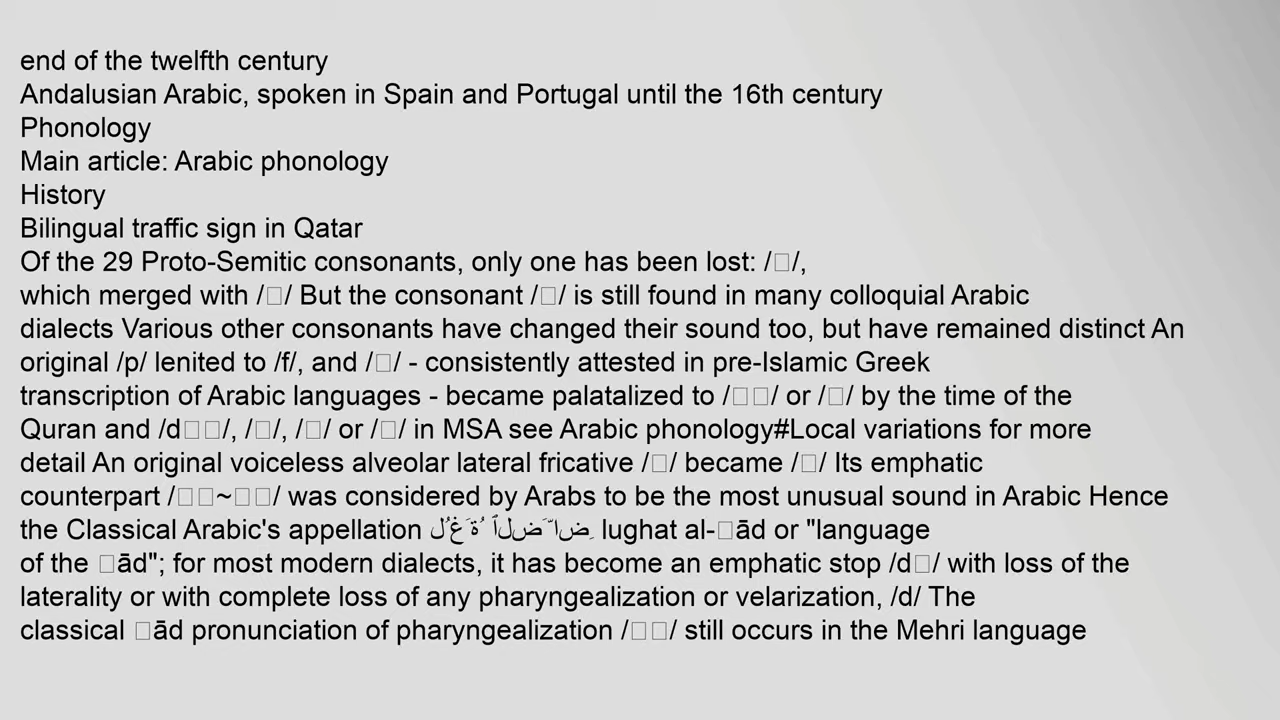 end of the twelfth century
Andalusian Arabic, spoken in Spain and Portugal until the 16th century
Phonology
Main article: Arabic phonology
History
Bilingual traffic sign in Qatar
Of the 29 Proto-Semitic consonants, only one has been lost: /□/,
which merged with /□/ But the consonant /□/ is still found in many colloquial Arabic
dialects Various other consonants have changed their sound too, but have remained distinct An
original /p/ lenited to /f/, and /□/ - consistently attested in pre-Islamic Greek
transcription of Arabic languages - became palatalized to /□□/ or /□/ by the time of the
Quran and /d□□/, /□/, /□/ or /□/ in MSA see Arabic phonology#Local variations for more
detail An original voiceless alveolar lateral fricative /□/ became /□/ Its emphatic
counterpart /□□~□□/ was considered by Arabs to be the most unusual sound in Arabic Hence
the Classical Arabic's appellation lughat al-□ād or "language
of the □ād"; for most modern dialects, it has become an emphatic stop /d□/ with loss of the
laterality or with complete loss of any pharyngealization or velarization, /d/ The
classical □ād pronunciation of pharyngealization /□□/ still occurs in the Mehri language